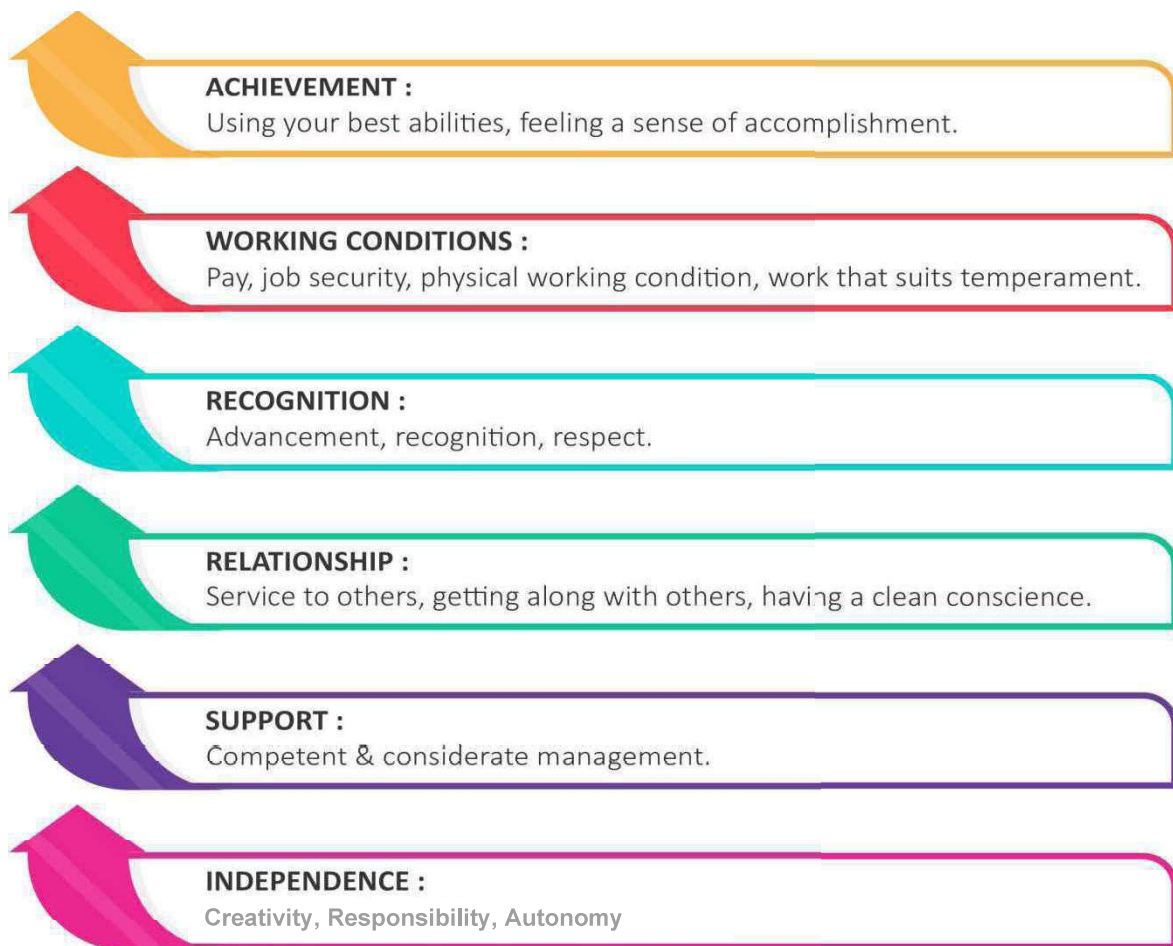 ACHIEVEMENT :
Using your best abilities, feeling a sense of accomplishment.
WORKING CONDITIONS :
Pay, job security, physical working condition, work that suits temperament.
RECOGNITION :
Advancement, recognition, respect.
RELATIONSHIP :
Service to others, getting along with others, having a clean conscience.
SUPPORT :
Competent & considerate management.
INDEPENDENCE :
Creativity, Responsibility, Autonomy